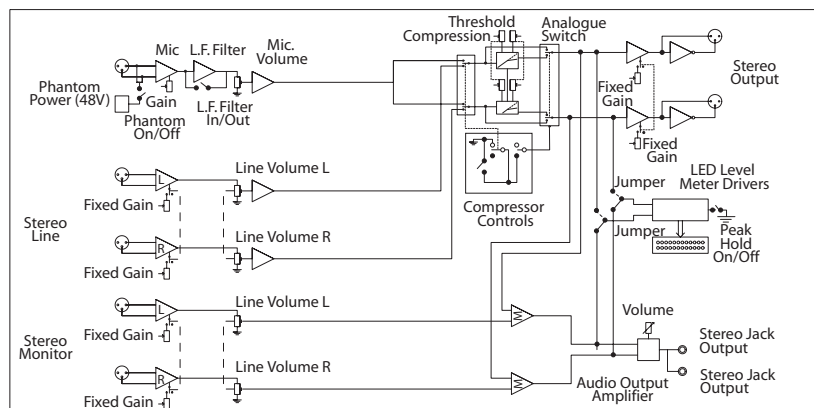 Threshold
Compression
Analogue
Switch
Mic
L.F. Filter
Mic.
Volume
Phantom
Power (48V)
Gain
Phantom
On/Off
L.F. Filter
In/Out
Fixed
Gain
Stereo
Output
Fixed
Gain
Line Volume L
L
Fixed Gain
Stereo
Line
Line Volume R
R
Fixed Gain
Compressor
Controls
Jumper
Jumper
LED Level
Meter Drivers
Peak
Hold
On/Off
Line Volume L
L
Fixed Gain
Stereo
Monitor
Line Volume R
R
Fixed Gain
M
M
Volume
Audio Output
Amplifier
Stereo Jack
Output
Stereo Jack
Output